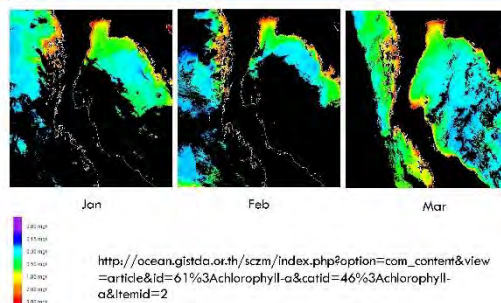 Jan
Feb
Mar
http://ocean.gistda.or.th/sczm/index.php?option=com_content&view
=article&id=61%3Achlorophyll-a&catid=46%3Achlorophyll-
a&Itemid=2